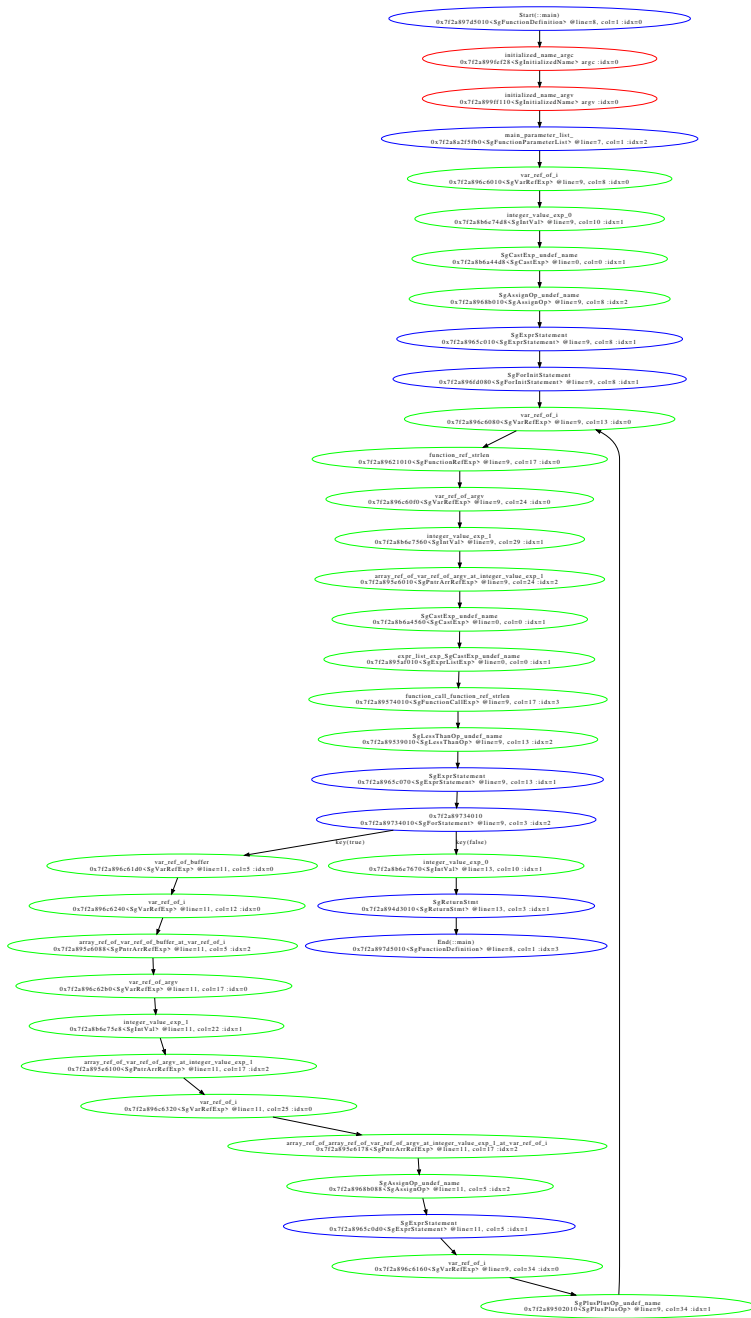 Start(::main)
0x7f2a897d5010<SgFunctionDefinition> @line=8, col=1 :idx=0
initialized_name_argc
0x7f2a899fef28<SgInitializedName> argc :idx=0
initialized_name_argv
0x7f2a899ff110<SgInitializedName> argv :idx=0
main_parameter_list_
0x7f2a8a2f5fb0<SgFunctionParameterList> @line=7, col=1 :idx=2
var_ref_of_i
0x7f2a896c6010<SgVarRefExp> @line=9, col=8 :idx=0
integer_value_exp_0
0x7f2a8b6e74d8<SgIntVal> @line=9, col=10 :idx=1
SgCastExp_undef_name
0x7f2a8b6a44d8<SgCastExp> @line=0, col=0 :idx=1
SgAssignOp_undef_name
0x7f2a8968b010<SgAssignOp> @line=9, col=8 :idx=2
SgExprStatement
0x7f2a8965c010<SgExprStatement> @line=9, col=8 :idx=1
SgForInitStatement
0x7f2a896fd080<SgForInitStatement> @line=9, col=8 :idx=1
var_ref_of_i
0x7f2a896c6080<SgVarRefExp> @line=9, col=13 :idx=0
function_ref_strlen
0x7f2a89621010<SgFunctionRefExp> @line=9, col=17 :idx=0
var_ref_of_argv
0x7f2a896c60f0<SgVarRefExp> @line=9, col=24 :idx=0
integer_value_exp_1
0x7f2a8b6e7560<SgIntVal> @line=9, col=29 :idx=1
array_ref_of_var_ref_of_argv_at_integer_value_exp_1
0x7f2a895e6010<SgPntrArrRefExp> @line=9, col=24 :idx=2
SgCastExp_undef_name
0x7f2a8b6a4560<SgCastExp> @line=0, col=0 :idx=1
expr_list_exp_SgCastExp_undef_name
0x7f2a895af010<SgExprListExp> @line=0, col=0 :idx=1
function_call_function_ref_strlen
0x7f2a89574010<SgFunctionCallExp> @line=9, col=17 :idx=3
SgLessThanOp_undef_name
0x7f2a89539010<SgLessThanOp> @line=9, col=13 :idx=2
SgExprStatement
0x7f2a8965c070<SgExprStatement> @line=9, col=13 :idx=1
0x7f2a89734010
0x7f2a89734010<SgForStatement> @line=9, col=3 :idx=2
key(true)
key(false)
var_ref_of_buffer
0x7f2a896c61d0<SgVarRefExp> @line=11, col=5 :idx=0
integer_value_exp_0
0x7f2a8b6e7670<SgIntVal> @line=13, col=10 :idx=1
var_ref_of_i
0x7f2a896c6240<SgVarRefExp> @line=11, col=12 :idx=0
SgReturnStmt
0x7f2a894d3010<SgReturnStmt> @line=13, col=3 :idx=1
array_ref_of_var_ref_of_buffer_at_var_ref_of_i
0x7f2a895e6088<SgPntrArrRefExp> @line=11, col=5 :idx=2
End(::main)
0x7f2a897d5010<SgFunctionDefinition> @line=8, col=1 :idx=3
var_ref_of_argv
0x7f2a896c62b0<SgVarRefExp> @line=11, col=17 :idx=0
integer_value_exp_1
0x7f2a8b6e75e8<SgIntVal> @line=11, col=22 :idx=1
array_ref_of_var_ref_of_argv_at_integer_value_exp_1
0x7f2a895e6100<SgPntrArrRefExp> @line=11, col=17 :idx=2
var_ref_of_i
0x7f2a896c6320<SgVarRefExp> @line=11, col=25 :idx=0
array_ref_of_array_ref_of_var_ref_of_argv_at_integer_value_exp_1_at_var_ref_of_i
0x7f2a895e6178<SgPntrArrRefExp> @line=11, col=17 :idx=2
SgAssignOp_undef_name
0x7f2a8968b088<SgAssignOp> @line=11, col=5 :idx=2
SgExprStatement
0x7f2a8965c0d0<SgExprStatement> @line=11, col=5 :idx=1
var_ref_of_i
0x7f2a896c6160<SgVarRefExp> @line=9, col=34 :idx=0
SgPlusPlusOp_undef_name
0x7f2a89502010<SgPlusPlusOp> @line=9, col=34 :idx=1